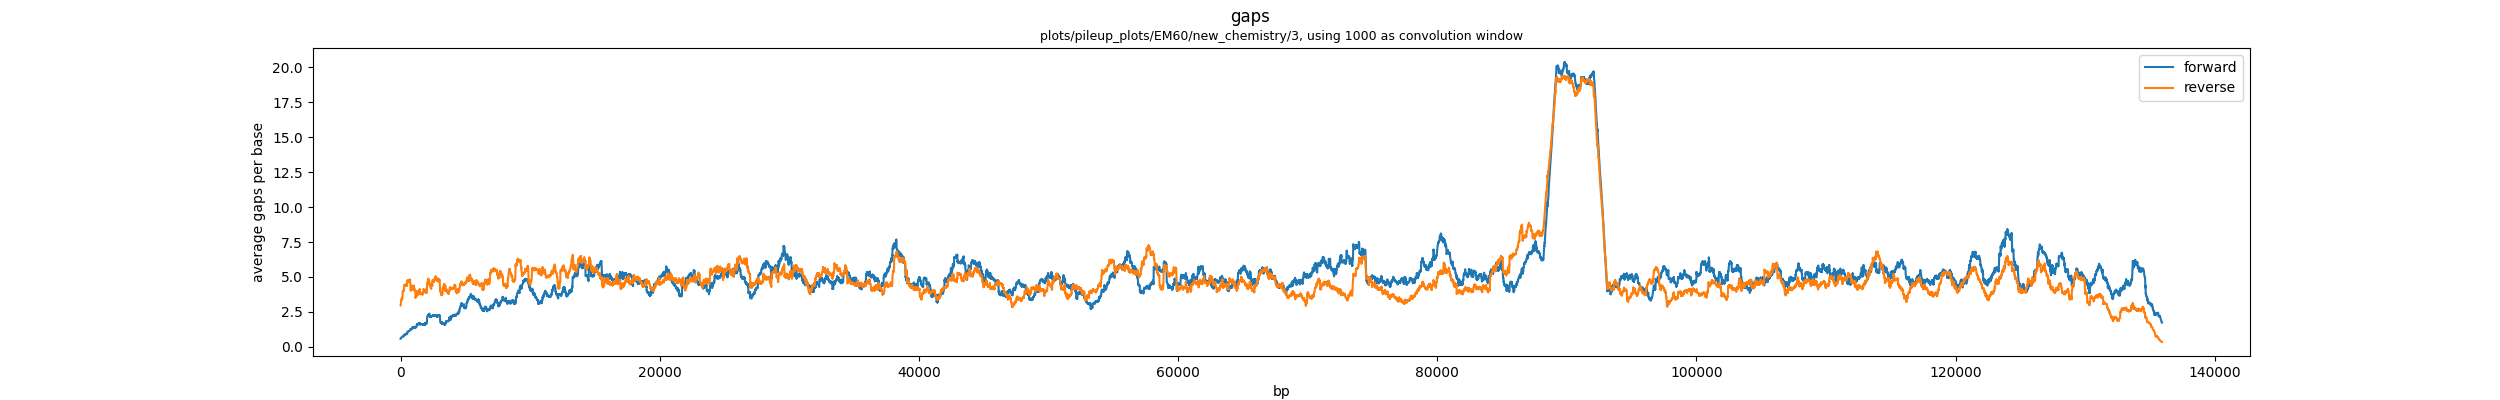 gaps
plots/pileup_plots/EM60/new_chemistry/3, using 1000 as convolution window
average gaps per base
20.0
17.5
15.0
12.5
10.0
7.5
5.0
2.5
0.0
forward
reverse
0 20000 40000 60000 80000 100000 120000 140000
bp